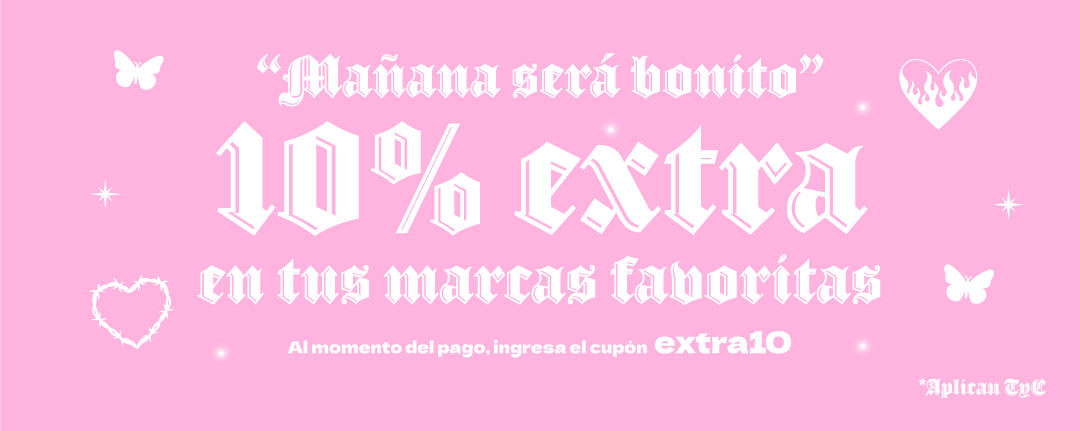 “Mañana será bonito”
10% extra
en tus marcas favoritas
Al momento del pago, ingresa el cupón extra10
*Aplican TyC